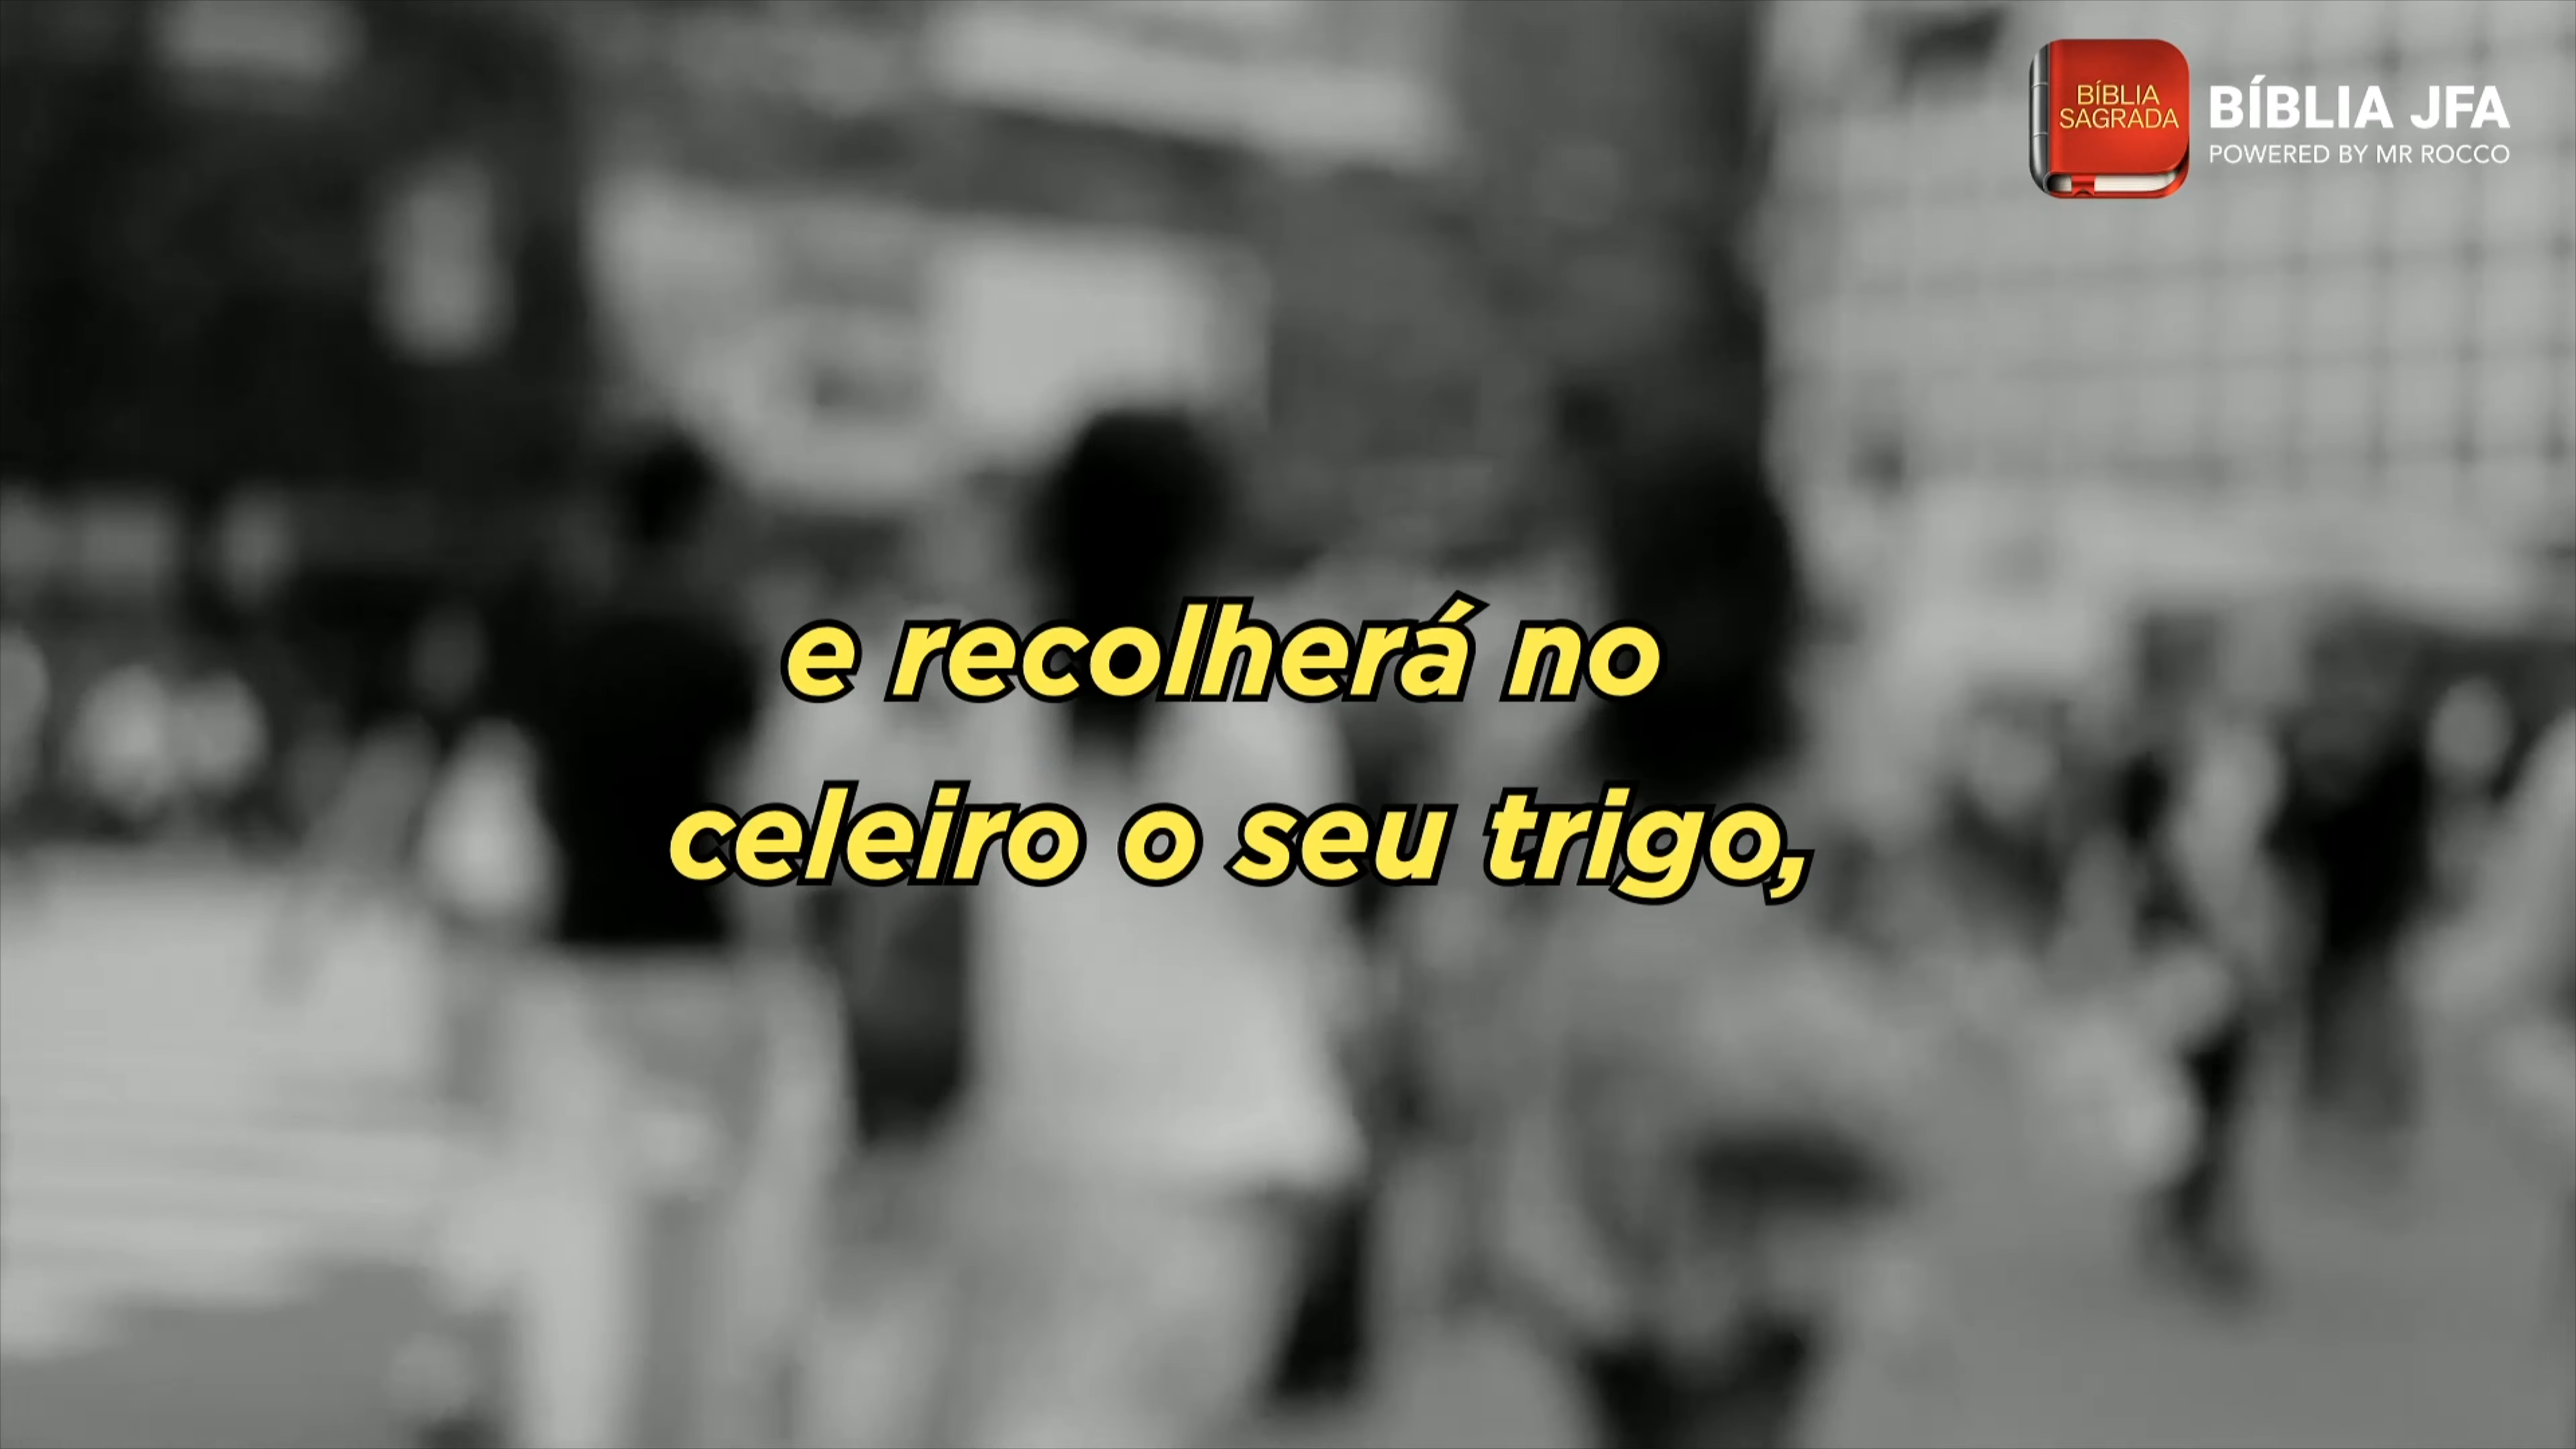 BÍBLIA
SAGRADA
BÍBLIA JFA
POWERED BY MR ROCCO
e recolherá no
celeiro o seu trigo,